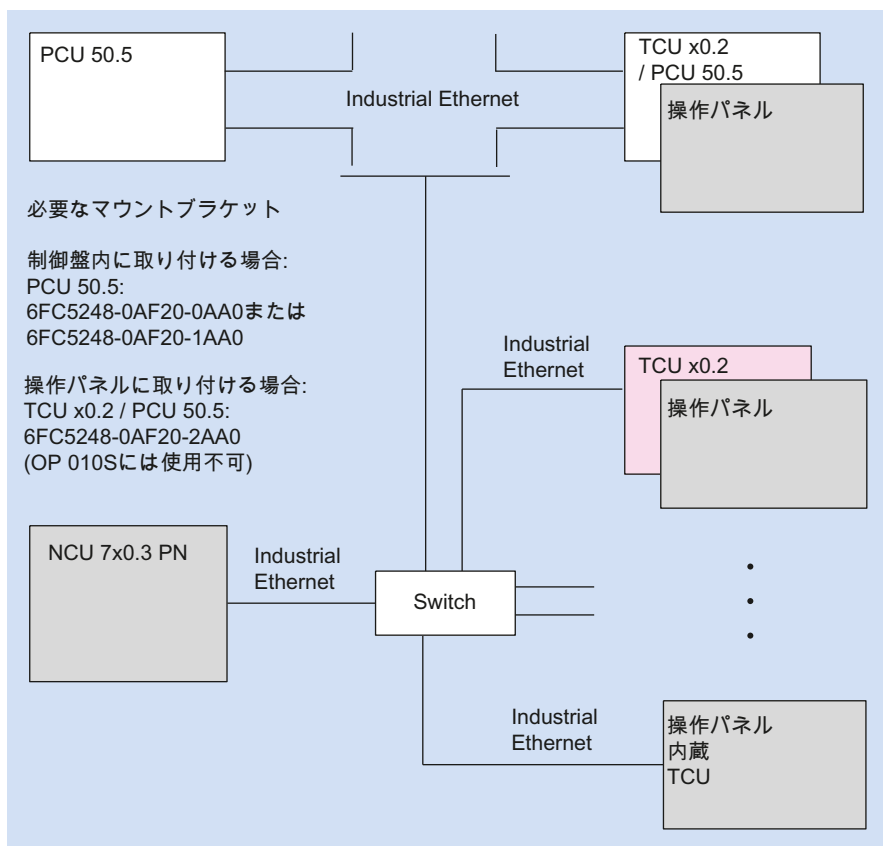 PCU 50.5
TCU x0.2
/ PCU 50.5
操作パネル
Industrial Ethernet
必要なマウントブラケット
制御盤内に取り付ける場合:
PCU 50.5:
6FC5248-0AF20-0AA0または
6FC5248-0AF20-1AA0
操作パネルに取り付ける場合:
TCU x0.2 / PCU 50.5:
6FC5248-0AF20-2AA0
(OP 010Sには使用不可)
Industrial
Ethernet
TCU x0.2
操作パネル
NCU 7x0.3 PN
Industrial
Ethernet
Switch
Industrial
Ethernet
操作パネル
内蔵
TCU